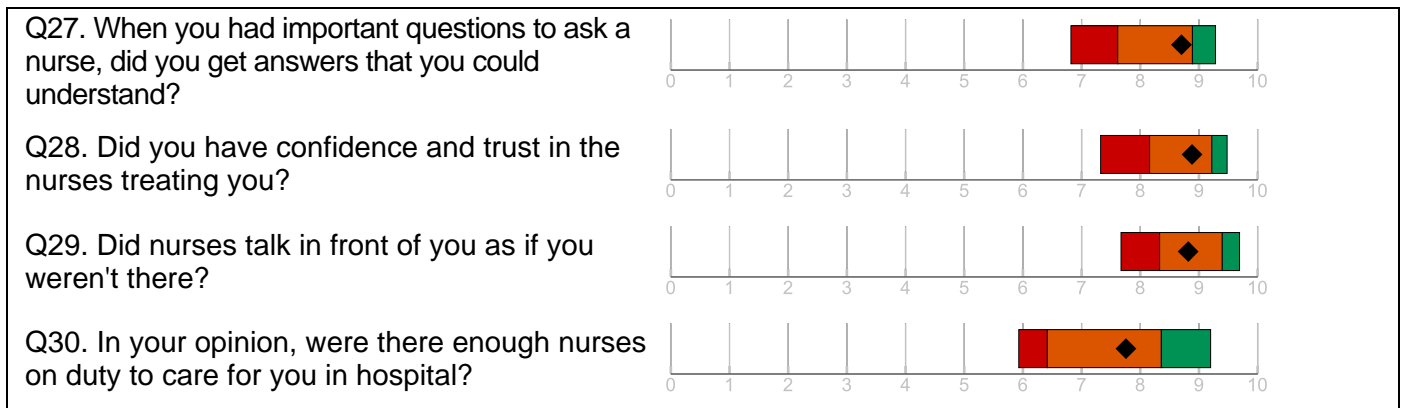 Q27. When you had important questions to ask a
nurse, did you get answers that you could
understand?
0 1 2 3 4 5 6 7 8 9 10
Q28. Did you have confidence and trust in the
nurses treating you?
0 1 2 3 4 5 6 7 8 9 10
Q29. Did nurses talk in front of you as if you
weren't there?
0 1 2 3 4 5 6 7 8 9 10
Q30. In your opinion, were there enough nurses
on duty to care for you in hospital?
0 1 2 3 4 5 6 7 8 9 10